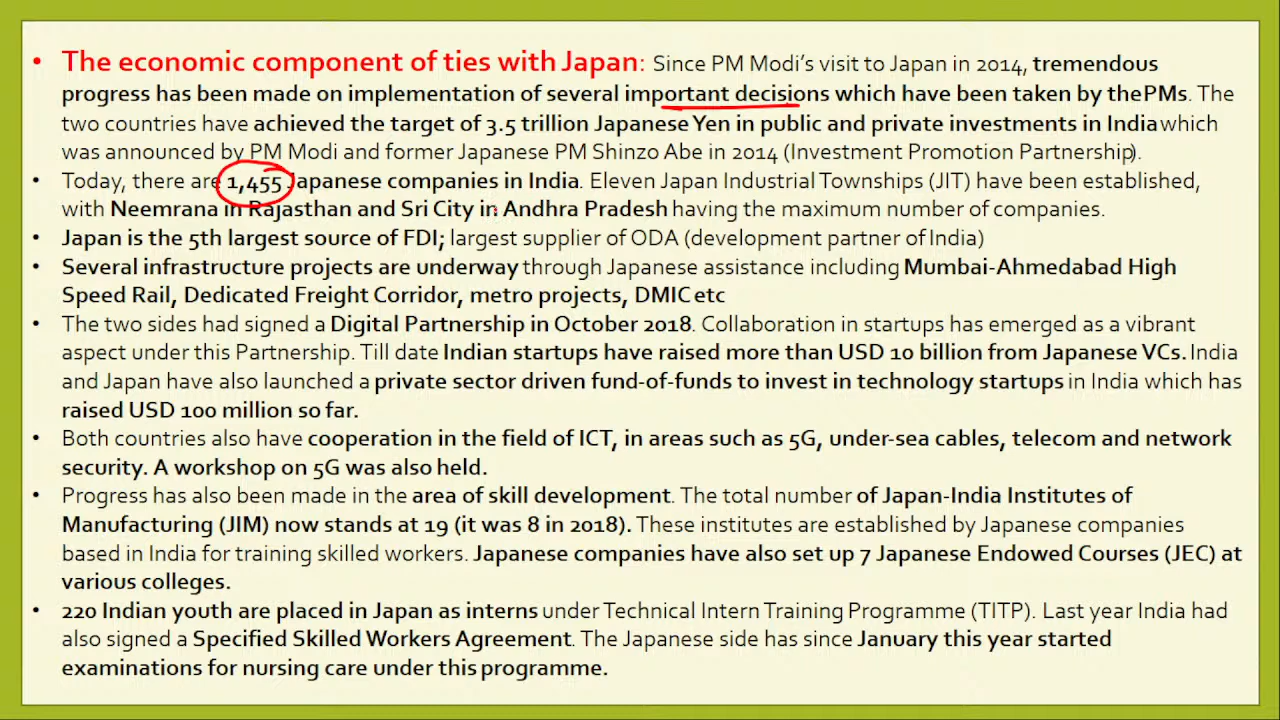 • The economic component of ties with Japan: Since PM Modi's visit to Japan in 2014, tremendous
progress has been made on implementation of several important decisions which have been taken by thePMs. The
two countries have achieved the target of 3.5 trillion Japanese Yen in public and private investments in India which
was announced by PM Modi and former Japanese PM Shinzo Abe in 2014 (Investment Promotion Partnership).
• Today, there are 1,455 Japanese companies in India. Eleven Japan Industrial Townships (JIT) have been established,
with Neemrana in Rajasthan and Sri City in Andhra Pradesh having the maximum number of companies.
• Japan is the 5th largest source of FDI; largest supplier of ODA (development partner of India)
• Several infrastructure projects are underway through Japanese assistance including Mumbai-Ahmedabad High
Speed Rail, Dedicated Freight Corridor, metro projects, DMIC etc
• The two sides had signed a Digital Partnership in October 2018. Collaboration in startups has emerged as a vibrant
aspect under this Partnership. Till date Indian startups have raised more than USD 10 billion from Japanese VCs. India
and Japan have also launched a private sector driven fund-of-funds to invest in technology startups in India which has
raised USD 100 million so far.
• Both countries also have cooperation in the field of ICT, in areas such as 5G, under-sea cables, telecom and network
security. A workshop on 5G was also held.
• Progress has also been made in the area of skill development. The total number of Japan-India Institutes of
Manufacturing (JIM) now stands at 19 (it was 8 in 2018). These institutes are established by Japanese companies
based in India for training skilled workers. Japanese companies have also set up 7 Japanese Endowed Courses (JEC) at
various colleges.
• 220 Indian youth are placed in Japan as interns under Technical Intern Training Programme (TITP). Last year India had
also signed a Specified Skilled Workers Agreement. The Japanese side has since January this year started
examinations for nursing care under this programme.